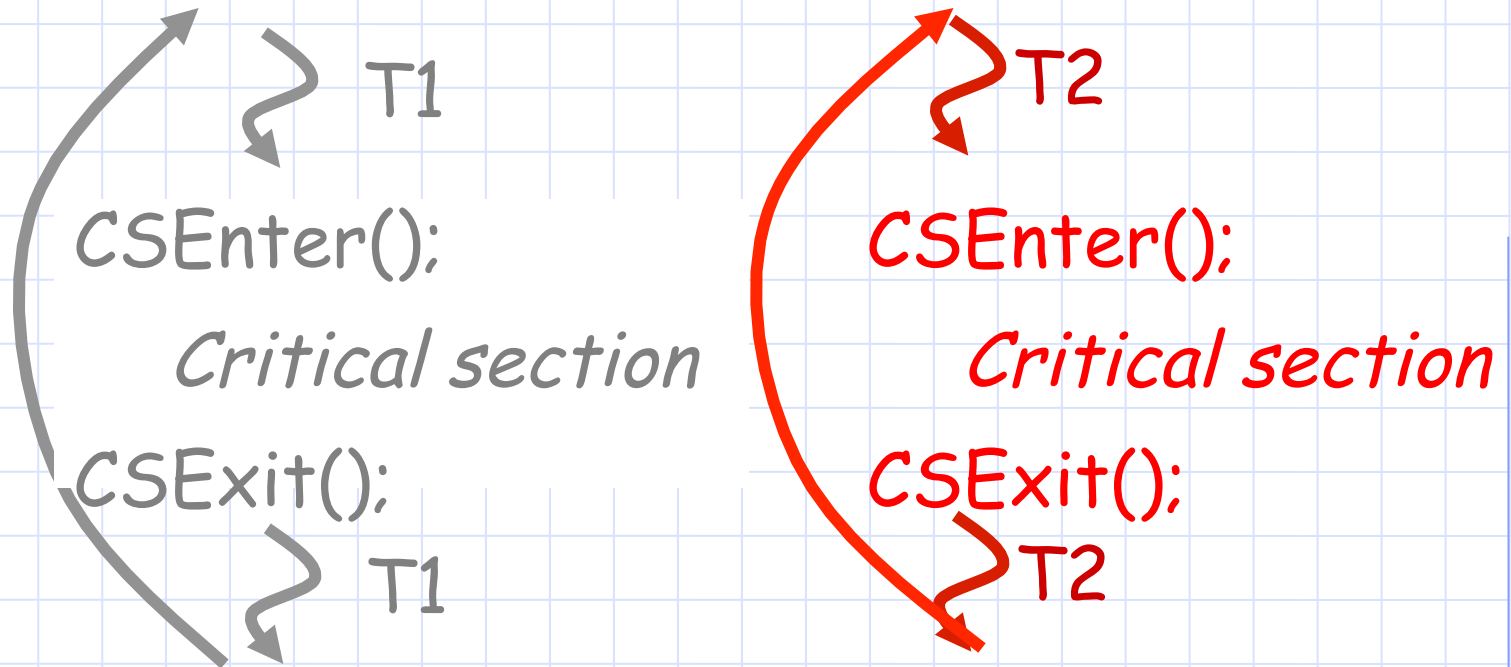 T1
CSEnter();
Critical section
CSExit();
T1
T2
CSEnter();
Critical section
CSExit();
T2